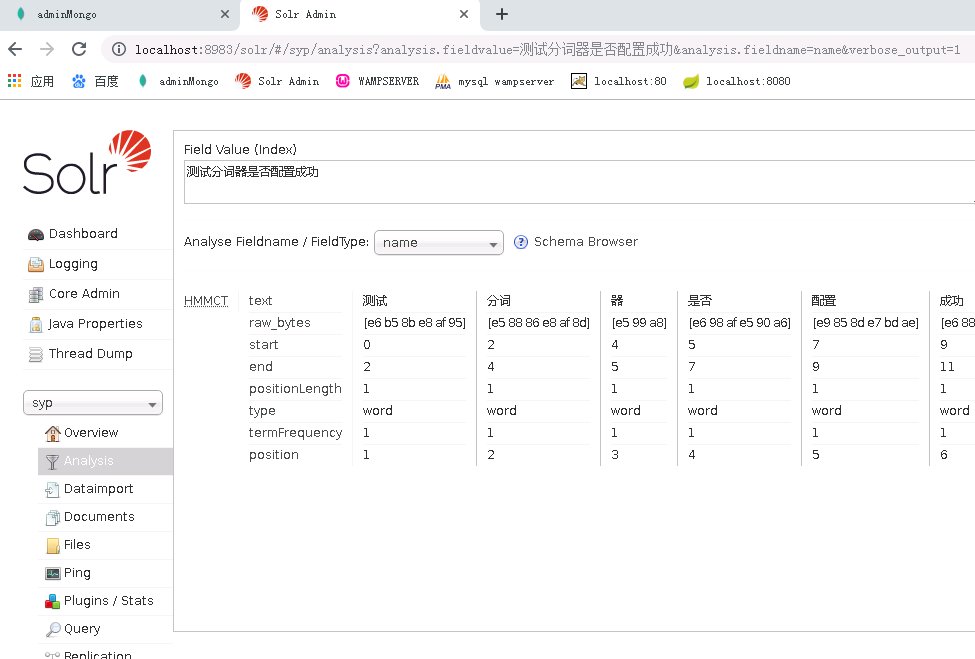 adminMongo
Solr Admin
localhost:8983/solr/#/syp/analysis?analysis.fieldvalue=测试分词器是否配置成功&analysis.fieldname=name&verbose_output=1
应用 百度 adminMongo Solr Admin WAMPSERVER mysql wampserver localhost:80 localhost:8080
Solr
Dashboard
Logging
Core Admin
Java Properties
Thread Dump
syp
Overview
Analysis
Dataimport
Documents
Files
Ping
Plugins / Stats
Query
Replication
Field Value (Index)
测试分词器是否配置成功
Analyse Fieldname / FieldType: name Schema Browser
HMMCT text 测试 分词 器 是否 配置 成功
raw_bytes [e6 b5 8b e8 af 95] [e5 88 86 e8 af 8d] [e5 99 a8] [e6 98 af e5 90 a6] [e9 85 8d e7 bd ae] [e6 88
start 0 2 4 5 7 9
end 2 4 5 7 9 11
positionLength 1 1 1 1 1 1
type word word word word word word
termFrequency 1 1 1 1 1 1
position 1 2 3 4 5 6